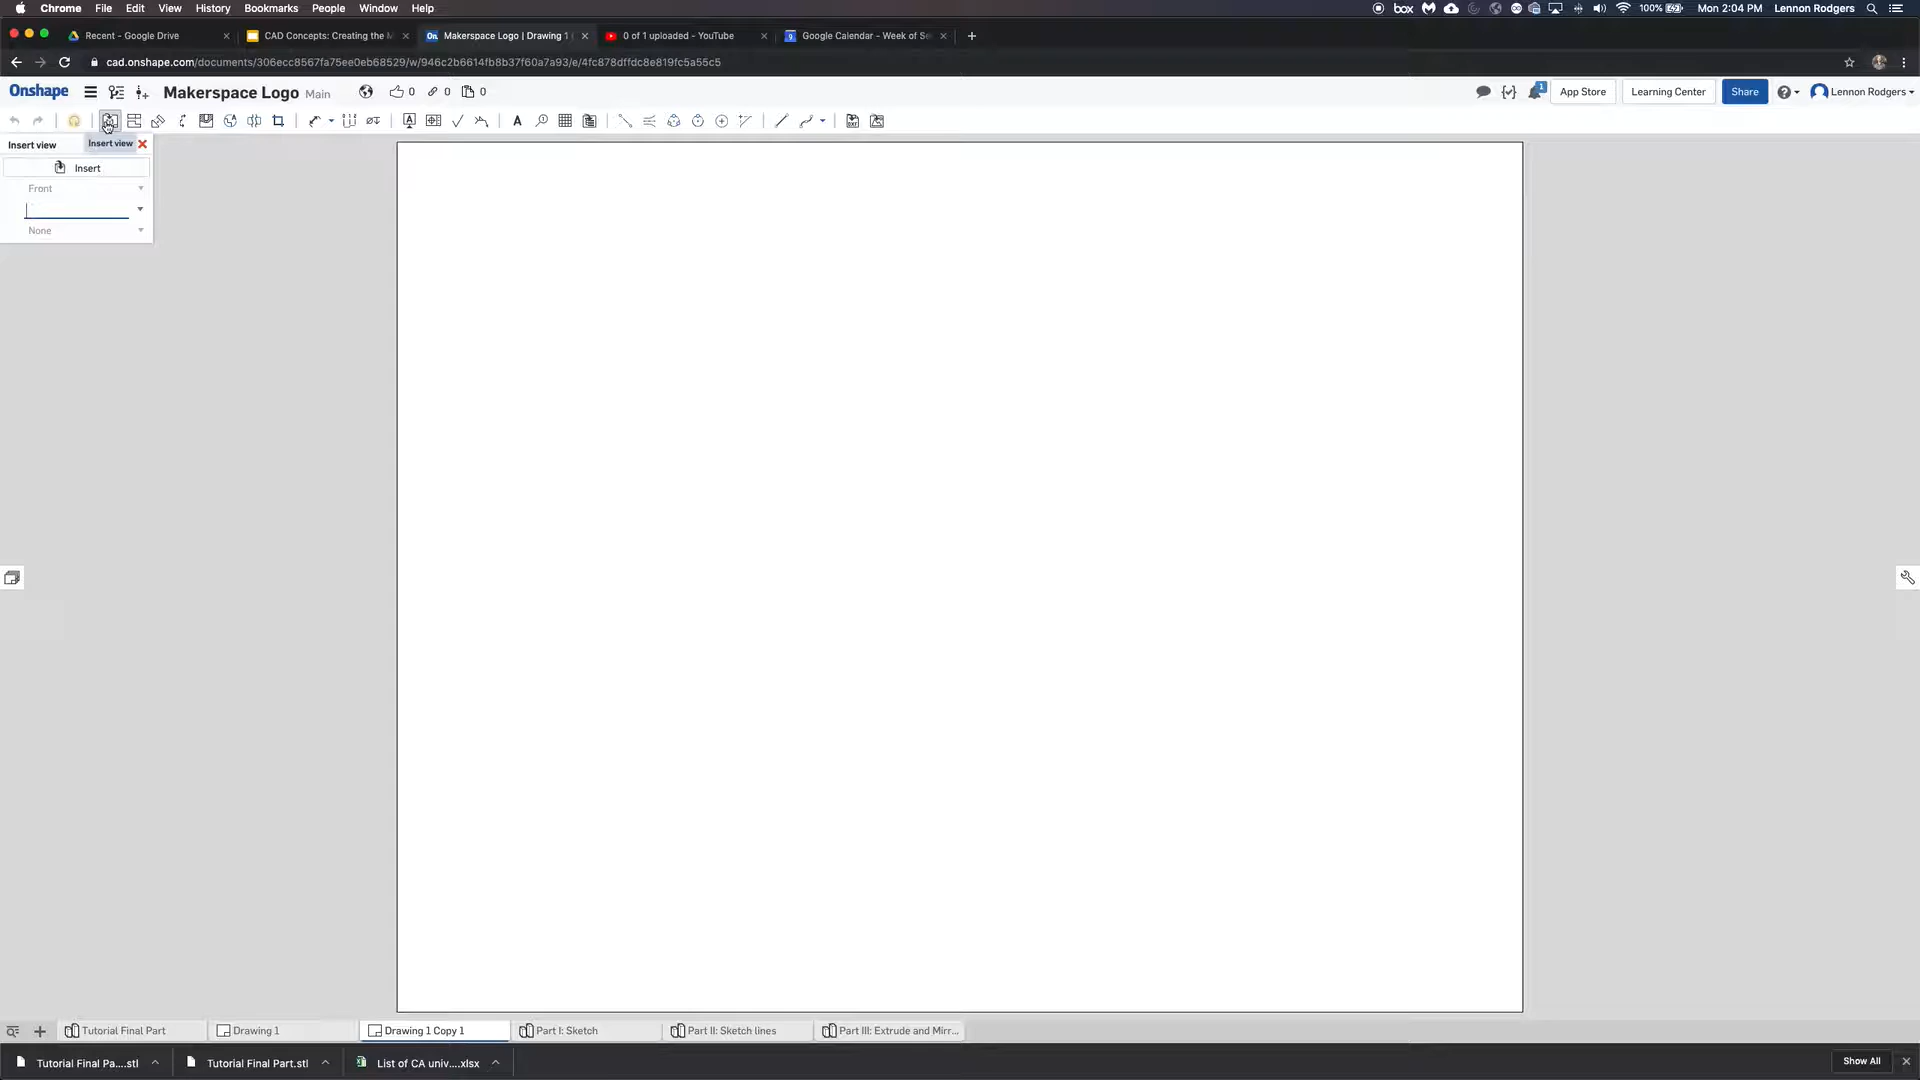 Chrome File Edit View History Bookmarks People Window Help box 100% Mon 2:04 PM Lennon Rodgers
Recent - Google Drive CAD Concepts: Creating the M Makerspace Logo | Drawing 1 0 of 1 uploaded - YouTube Google Calendar - Week of Se
cad.onshape.com/documents/306ecc8567fa75ee0eb68529/w/946c2b6614fb8b37f60a7a93/e/4fc878dffdc8e819fc5a55c5
Onshape Makerspace Logo Main 0 0 0 1 App Store Learning Center Share Lennon Rodgers
A
Insert view Insert view
Insert
Front
None
Tutorial Final Part Drawing 1 Drawing 1 Copy 1 Part I: Sketch Part II: Sketch lines Part III: Extrude and Mirr...
Tutorial Final Pa....stl Tutorial Final Part.stl List of CA univ....xlsx Show All